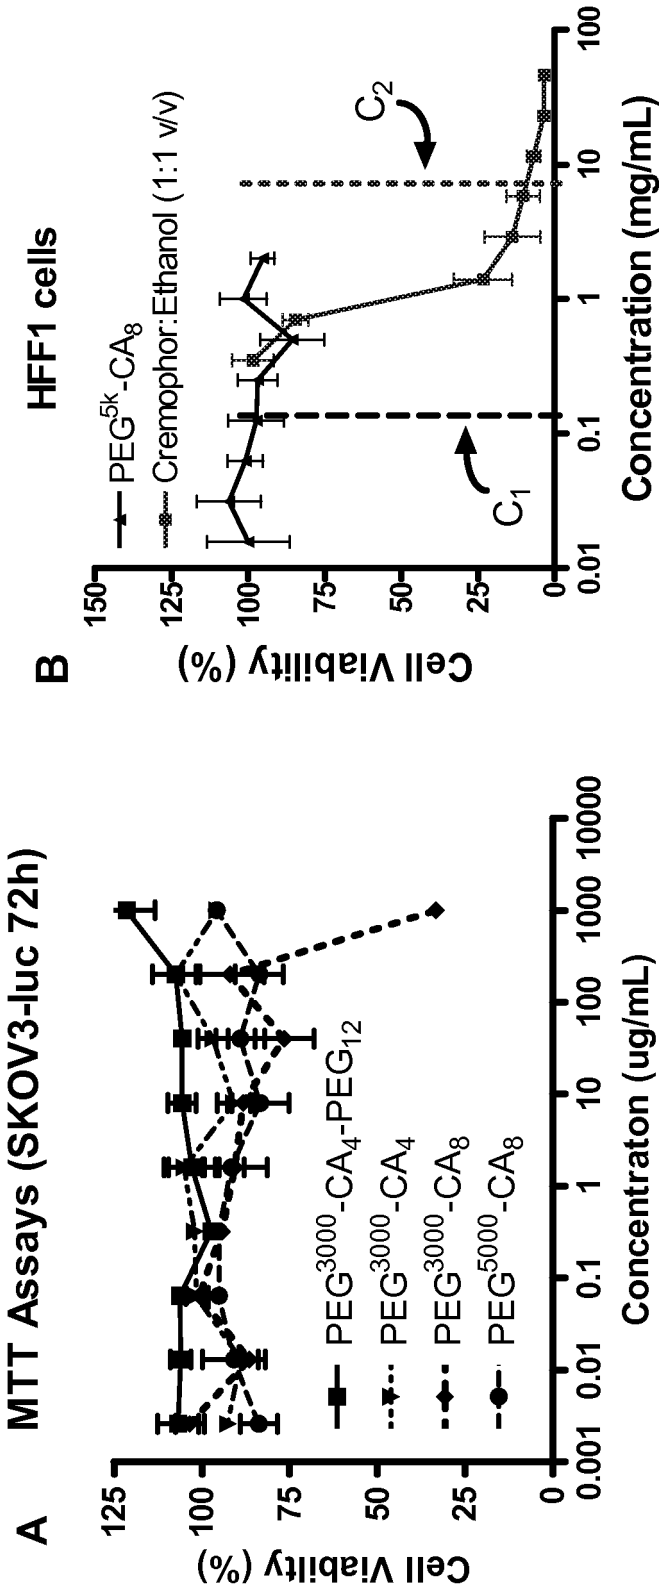 A
MTT Assays (SKOV3-luc 72h)
Cell Viability (%)
125
100
75
50
25
0
PEG³⁰⁰⁰-CA₄-PEG₁₂
PEG³⁰⁰⁰-CA₄
PEG³⁰⁰⁰-CA₈
PEG⁵⁰⁰⁰-CA₈
0.001
0.01
0.1
1
10
100
1000
10000
Concentraton (ug/mL)
B
HFF1 cells
Cell Viability (%)
150
125
100
75
50
25
0
PEG⁵ᵏ-CA₈
Cremophor:Ethanol (1:1 v/v)
C₁
C₂
0.01
0.1
1
10
100
Concentration (mg/mL)